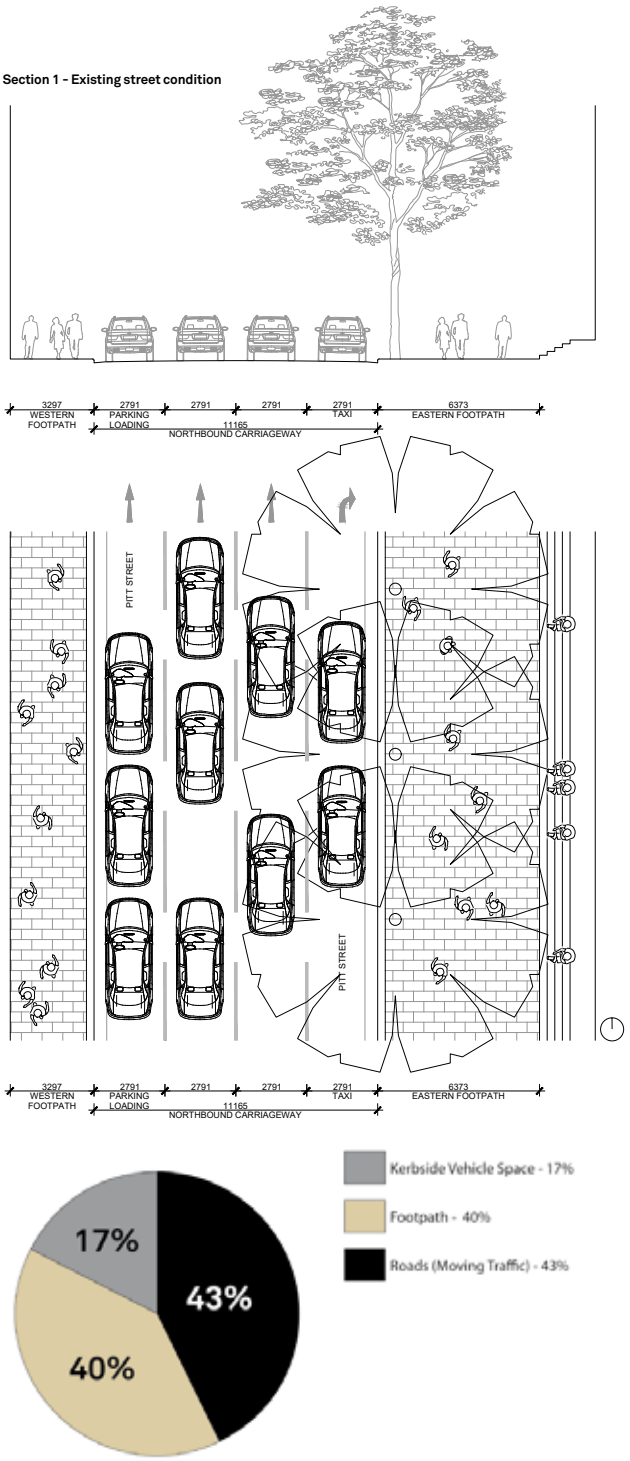 Section 1 - Existing street condition
3297 2791 2791 2791 2791 6373
WESTERN FOOTPATH
PARKING LOADING
TAXI
EASTERN FOOTPATH
11165
NORTHBOUND CARRIAGEWAY
PITT STREET
PITT STREET
3297 2791 2791 2791 2791 6373
WESTERN FOOTPATH
PARKING LOADING
TAXI
EASTERN FOOTPATH
11165
NORTHBOUND CARRIAGEWAY
Kerbside Vehicle Space - 17%
Footpath - 40%
Roads (Moving Traffic) - 43%
17%
43%
40%